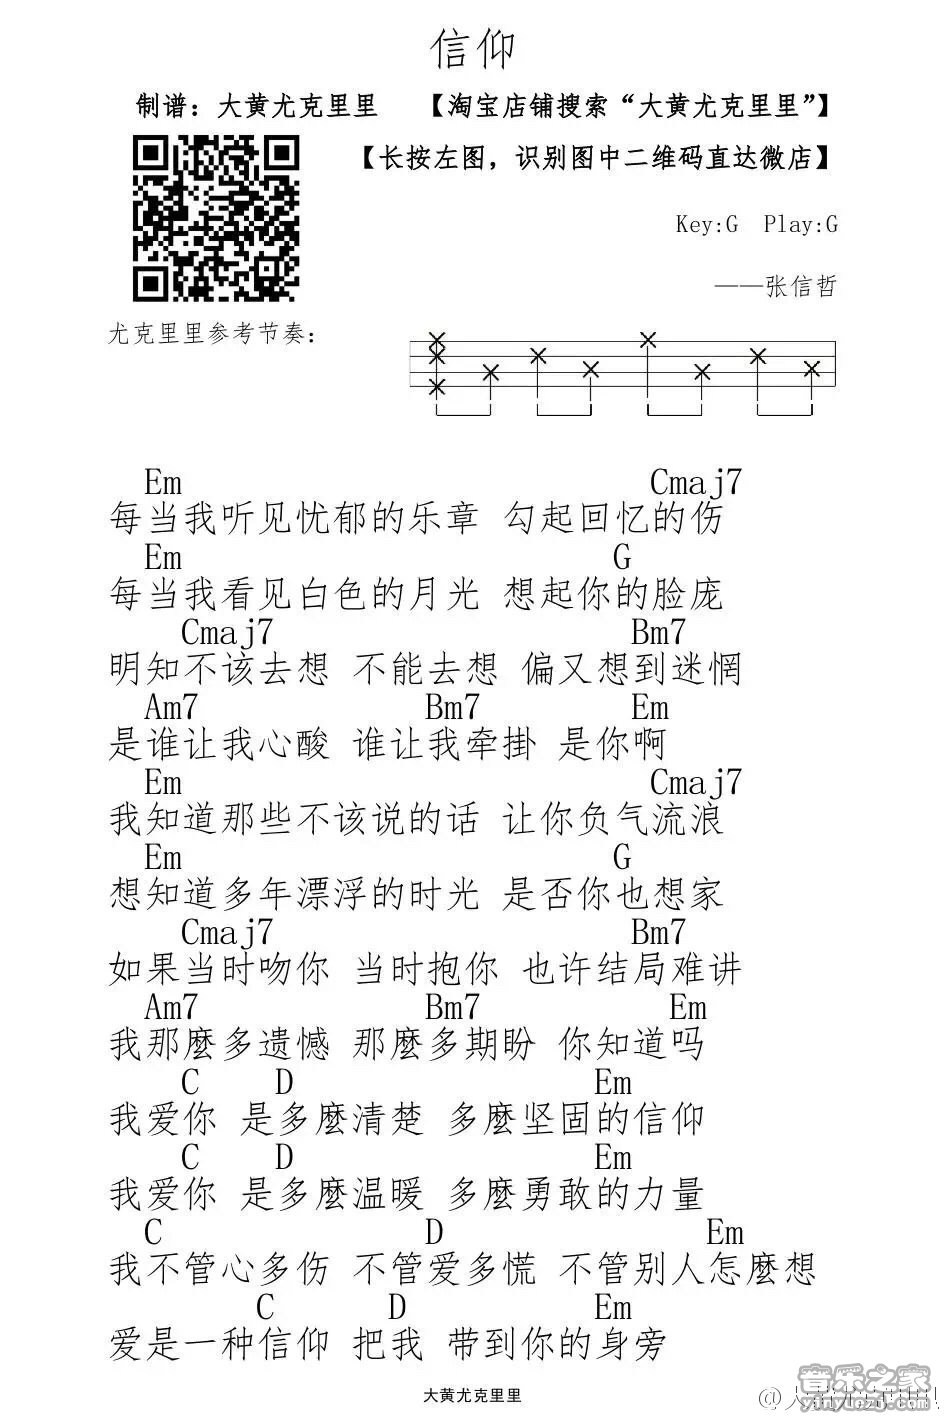 信仰
制谱：大黄尤克里里 【淘宝店铺搜索“大黄尤克里里”】
【长按左图，识别图中二维码直达微店】
Key:G Play:G
——张信哲
尤克里里参考节奏：
Em Cmaj7
每当我听见忧郁的乐章 勾起回忆的伤
Em G
每当我看见白色的月光 想起你的脸庞
Cmaj7 Bm7
明知不该去想 不能去想 偏又想到迷惘
Am7 Bm7 Em
是谁让我心酸 谁让我牵掛 是你啊
Em Cmaj7
我知道那些不该说的话 让你负气流浪
Em G
想知道多年漂浮的时光 是否你也想家
Cmaj7 Bm7
如果当时吻你 当时抱你 也许结局难讲
Am7 Bm7 Em
我那麼多遗憾 那麼多期盼 你知道吗
C D Em
我爱你 是多麼清楚 多麼坚固的信仰
C D Em
我爱你 是多麼温暖 多麼勇敢的力量
C D Em
我不管心多伤 不管爱多慌 不管别人怎麼想
C D Em
爱是一种信仰 把我 带到你的身旁
大黄尤克里里
音乐之家
yinyuezj.com